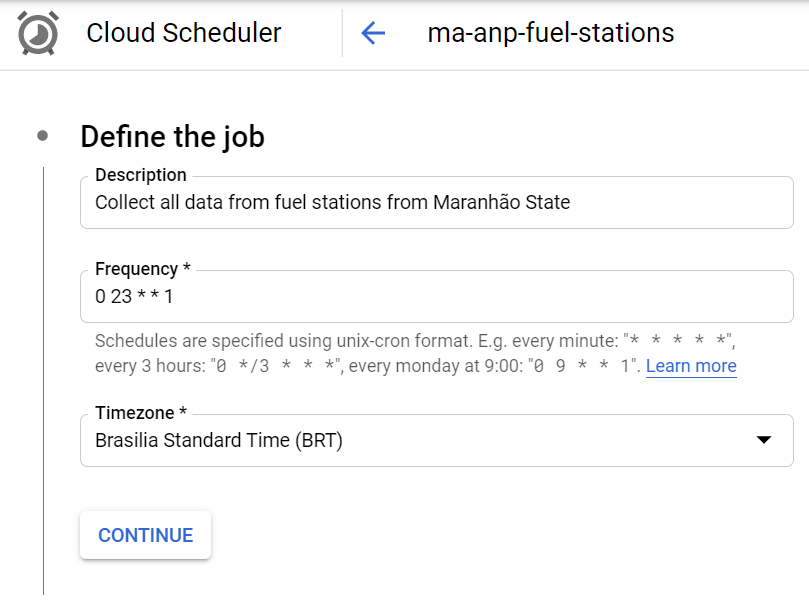 Cloud Scheduler
ma-anp-fuel-stations
Define the job
Description
Collect all data from fuel stations from Maranhão State
Frequency *
0 23 * * 1
Schedules are specified using unix-cron format. E.g. every minute: "* * * * *",
every 3 hours: "0 */3 * * *", every monday at 9:00: "0 9 * * 1". Learn more
Timezone *
Brasilia Standard Time (BRT)
CONTINUE